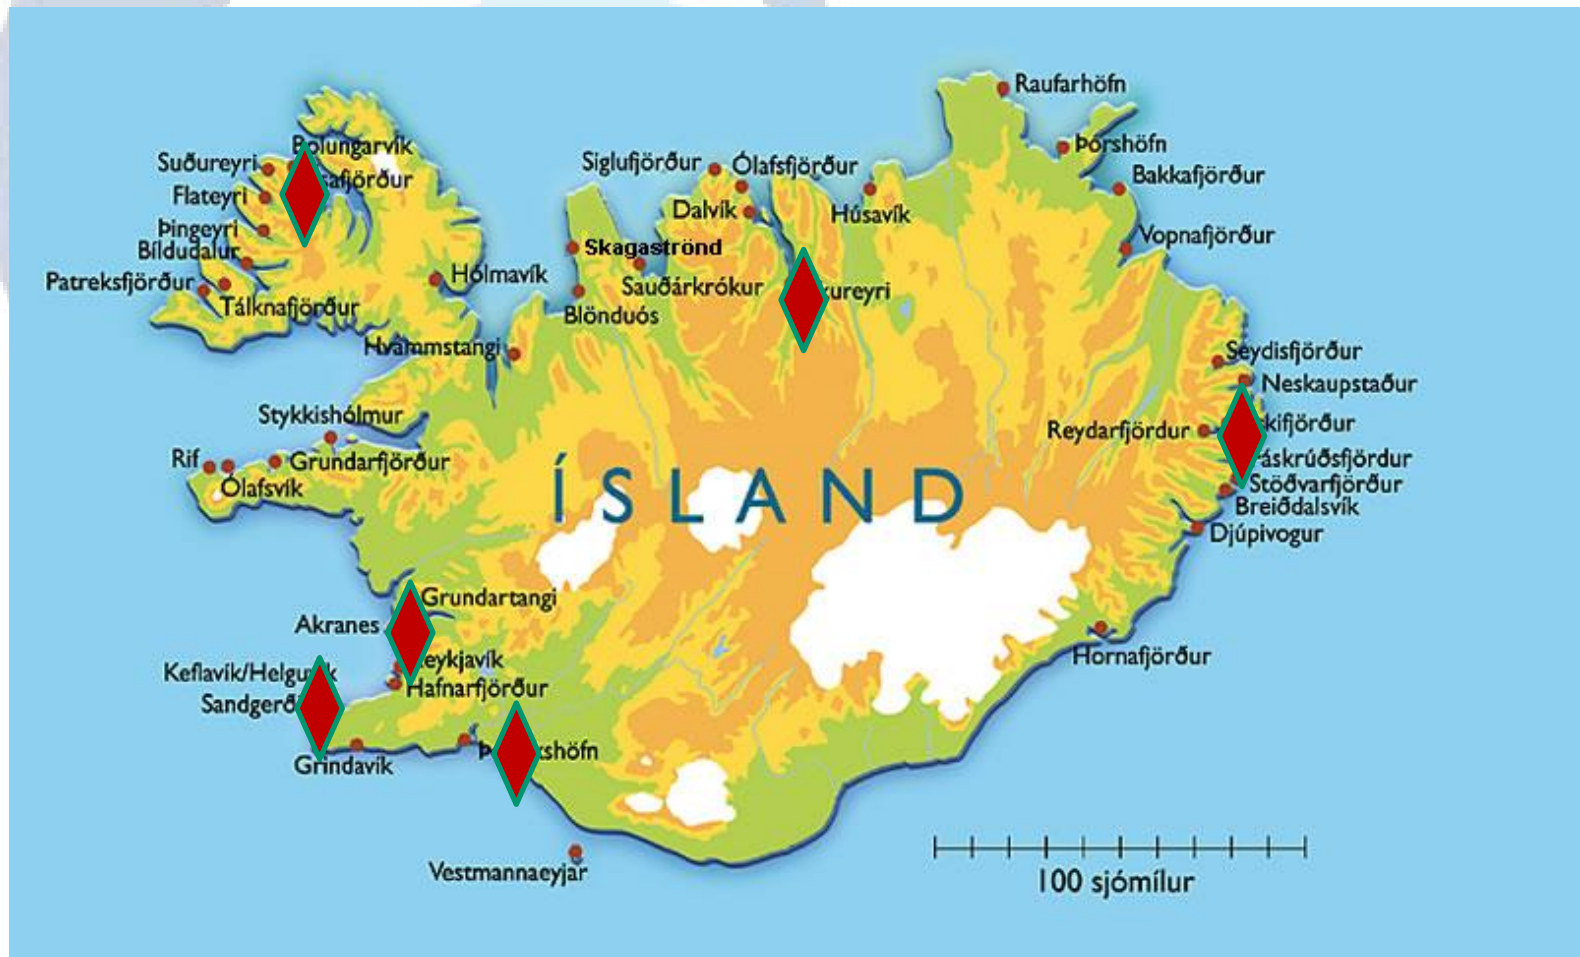 Raufarhöfn
Bolungarvík
Þórshöfn
Suðureyri
Siglufjörður
Ólafsfjörður
Bakkafjörður
Flateyri
Dalvík
Húsavík
Þingeyri
Vopnafjörður
Bíldudalur
Skagaströnd
Patreksfjörður
Hólmavík
Sauðárkrókur
Tálknafjörður
Blönduós
Hvammstangi
Seydisfjörður
Neskaupstaður
Stykkishólmur
Reydarfjördur
Rif
Grundarfjörður
Ólafsvík
ÍSLAND
Stöðvarfjörður
Breiðdalsvík
Djúpivogur
Grundartangi
Akranes
Hornafjörður
Hafnarfjörður
Grindavík
Vestmannaeyjar
100 sjómílur